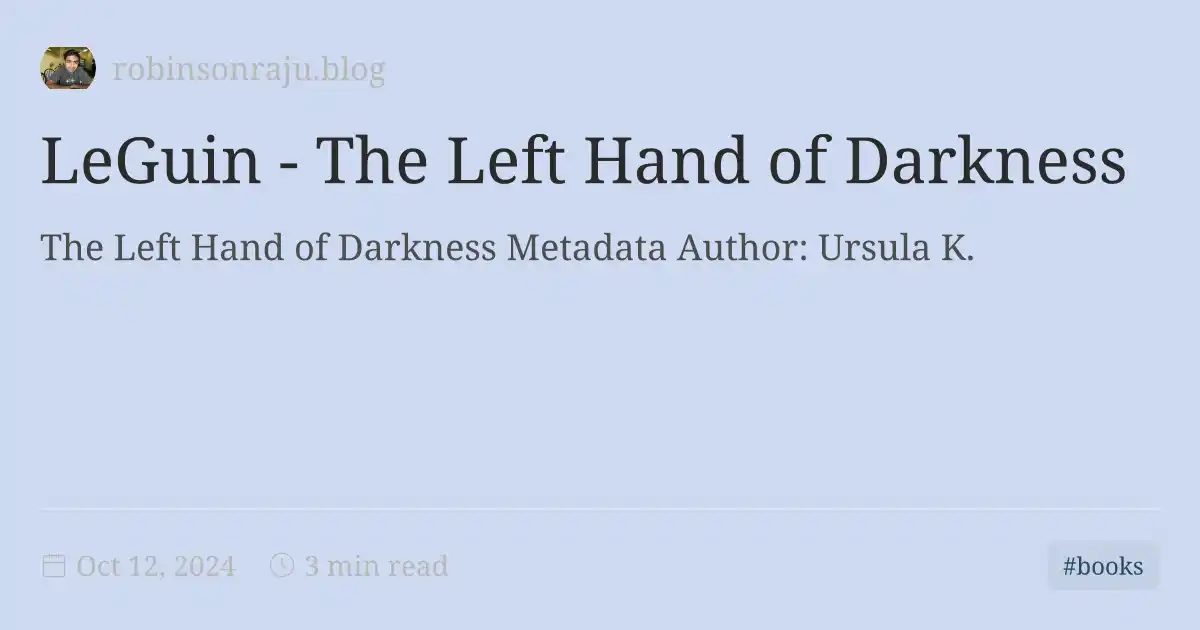 robinsonraju.blog
LeGuin - The Left Hand of Darkness
The Left Hand of Darkness Metadata Author: Ursula K.
Oct 12, 2024 3 min read
#books